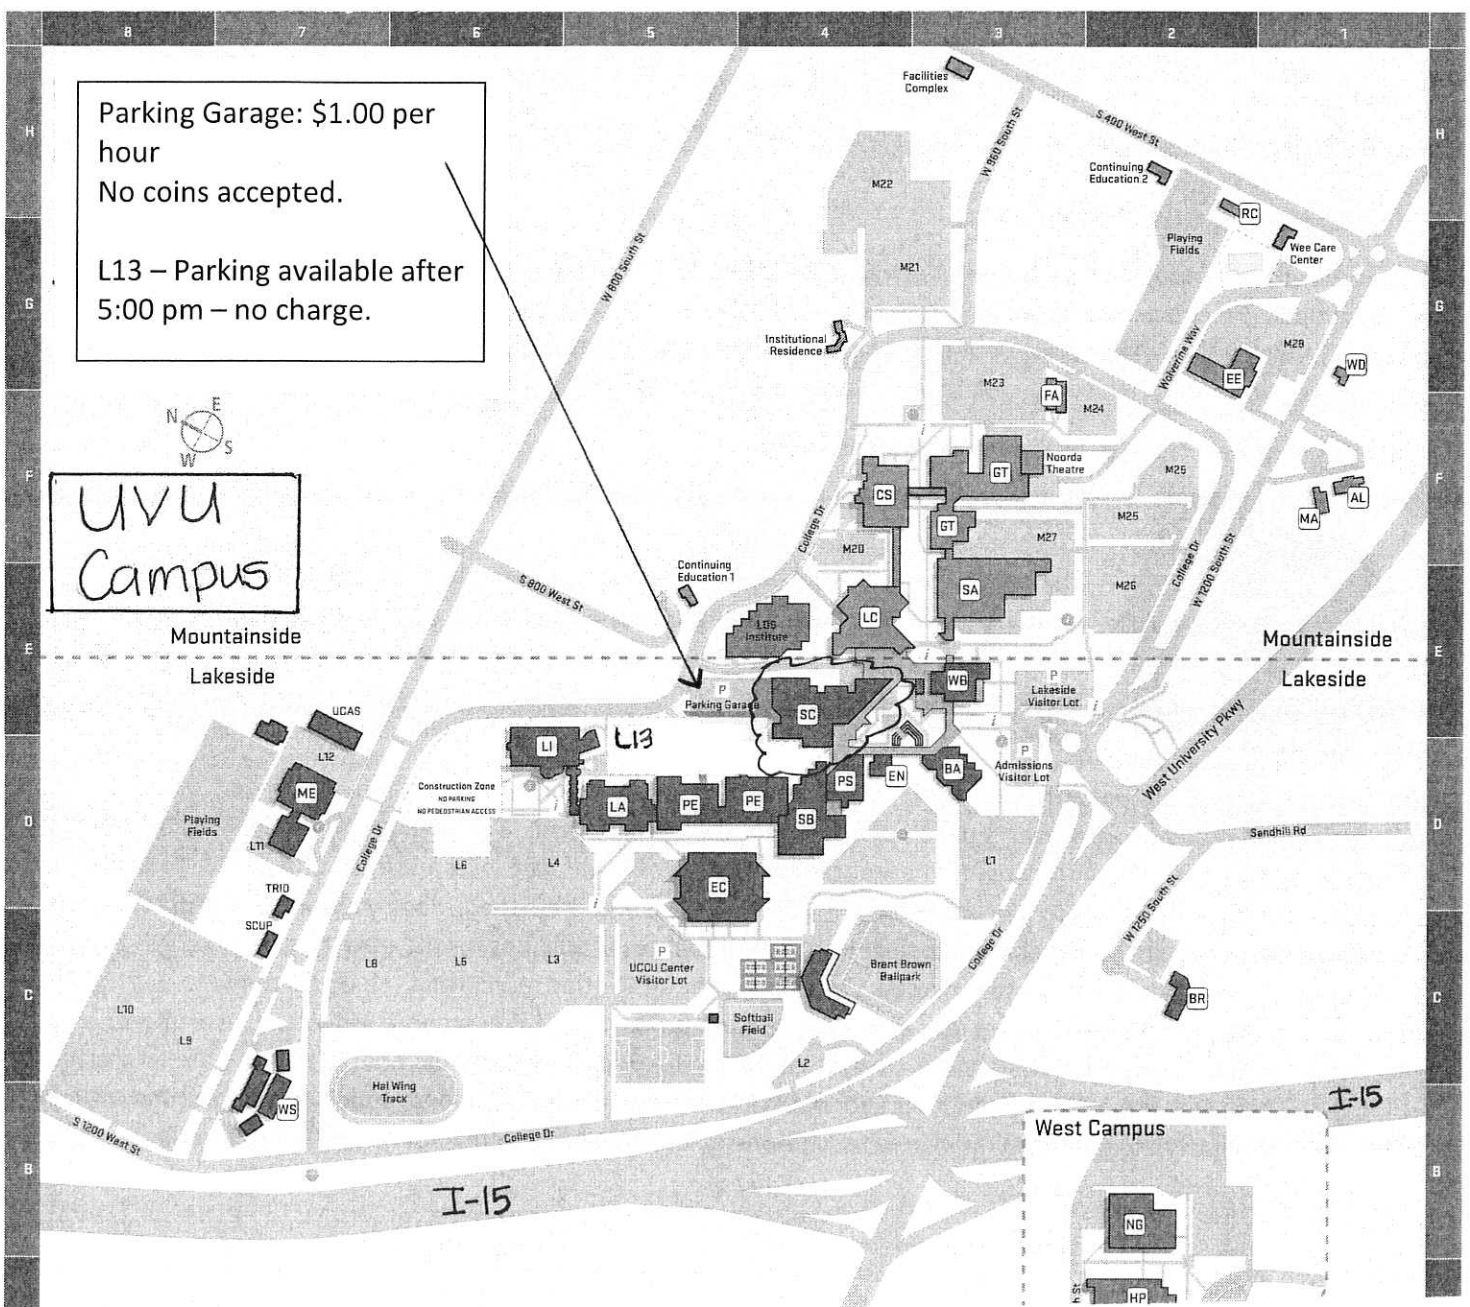 8 7 6 5 4 3 2 1
Parking Garage: $1.00 per
hour
No coins accepted.
L13 – Parking available after
5:00 pm – no charge.
Facilities
Complex
S 400 West St
H
H
W 960 South St
Continuing
Education 2
M22
RC
Playing
Fields
Wee Care
Center
W 800 South St
M21
G
G
Institutional
Residence
Wolverine Way
M28
WD
EE
M23
FA
M24
N E
W S
UVU
Campus
Noorda
Theatre
GT
CS
M25
F
F
AL
MA
GT
M25
M27
College Dr
M20
College Dr
W 1200 South St
Continuing
Education 1
S 800 West St
SA
M26
LC
LDS
Institute
Mountainside
Mountainside
E
E
Lakeside
Lakeside
WB
P
Parking Garage
P
Lakeside
Visitor Lot
SC
UCAS
L13
LI
West University Pkwy
L12
P
Admissions
Visitor Lot
BA
EN
PS
Construction Zone
NO PARKING
NO PEDESTRIAN ACCESS
ME
LA
PE
PE
SB
Playing
Fields
D
D
Sandhill Rd
College Dr
L11
L6
L4
L1
EC
TRIO
SCUP
W 1250 South St
College Dr
L8
L5
L3
P
UCCU Center
Visitor Lot
Brent Brown
Ballpark
C
C
BR
L10
Softball
Field
L9
L2
Hal Wing
Track
WS
I-15
S 1200 West St
College Dr
West Campus
B
B
I-15
NG
h St
HP